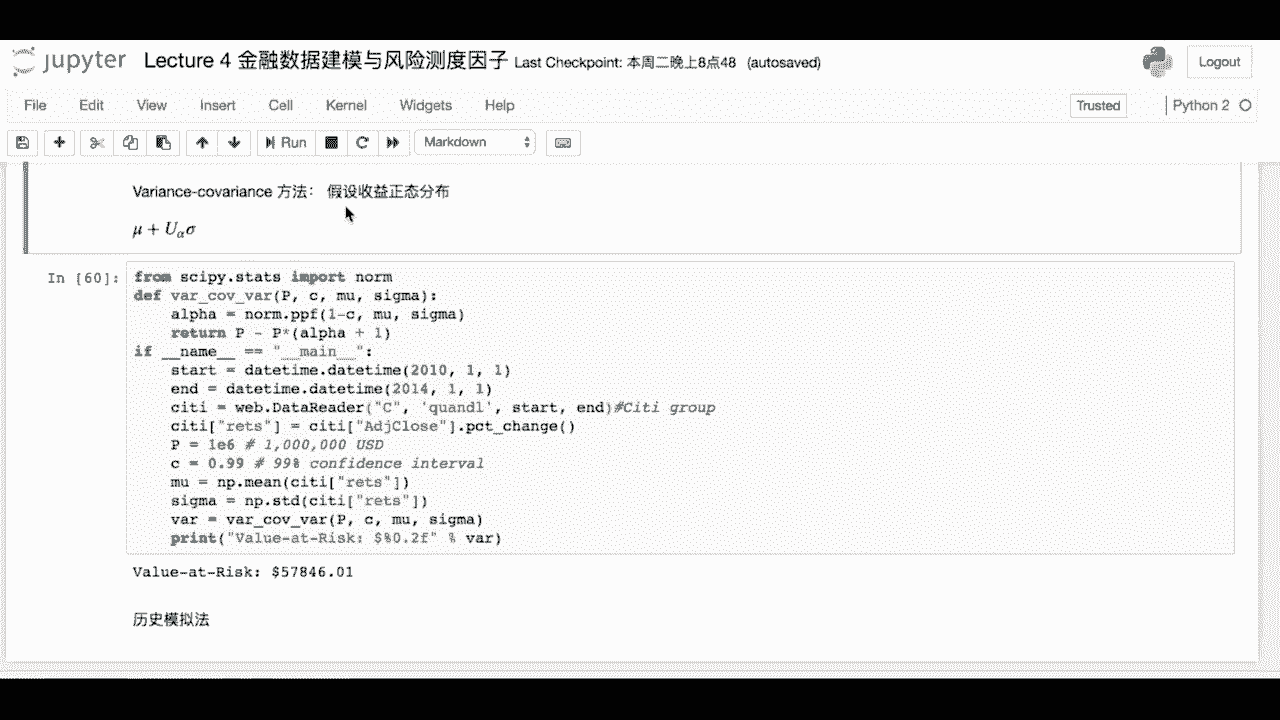 jupyter Lecture 4 金融数据建模与风险测度因子 Last Checkpoint: 本周二晚上8点48 (autosaved) Logout
File Edit View Insert Cell Kernel Widgets Help Trusted Python 2
Run Markdown
Variance-covariance 方法： 假设收益正态分布
μ + Uασ
In [60]:
from scipy.stats import norm
def var_cov_var(P, c, mu, sigma):
    alpha = norm.ppf(1-c, mu, sigma)
    return P - P*(alpha + 1)
if __name__ == "__main__":
    start = datetime.datetime(2010, 1, 1)
    end = datetime.datetime(2014, 1, 1)
    citi = web.DataReader("C", 'quandl', start, end)#Citi group
    citi["rets"] = citi["AdjClose"].pct_change()
    P = 1e6 # 1,000,000 USD
    c = 0.99 # 99% confidence interval
    mu = np.mean(citi["rets"])
    sigma = np.std(citi["rets"])
    var = var_cov_var(P, c, mu, sigma)
    print("Value-at-Risk: $%0.2f" % var)
Value-at-Risk: $57846.01
历史模拟法